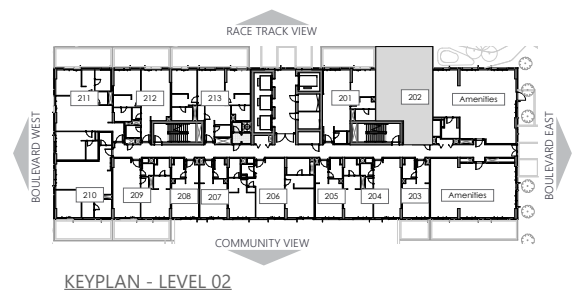 RACE TRACK VIEW
211
212
213
201
202
Amenities
BOULEVARD WEST
BOULEVARD EAST
210
209
208
207
206
205
204
203
Amenities
COMMUNITY VIEW
KEYPLAN - LEVEL 02